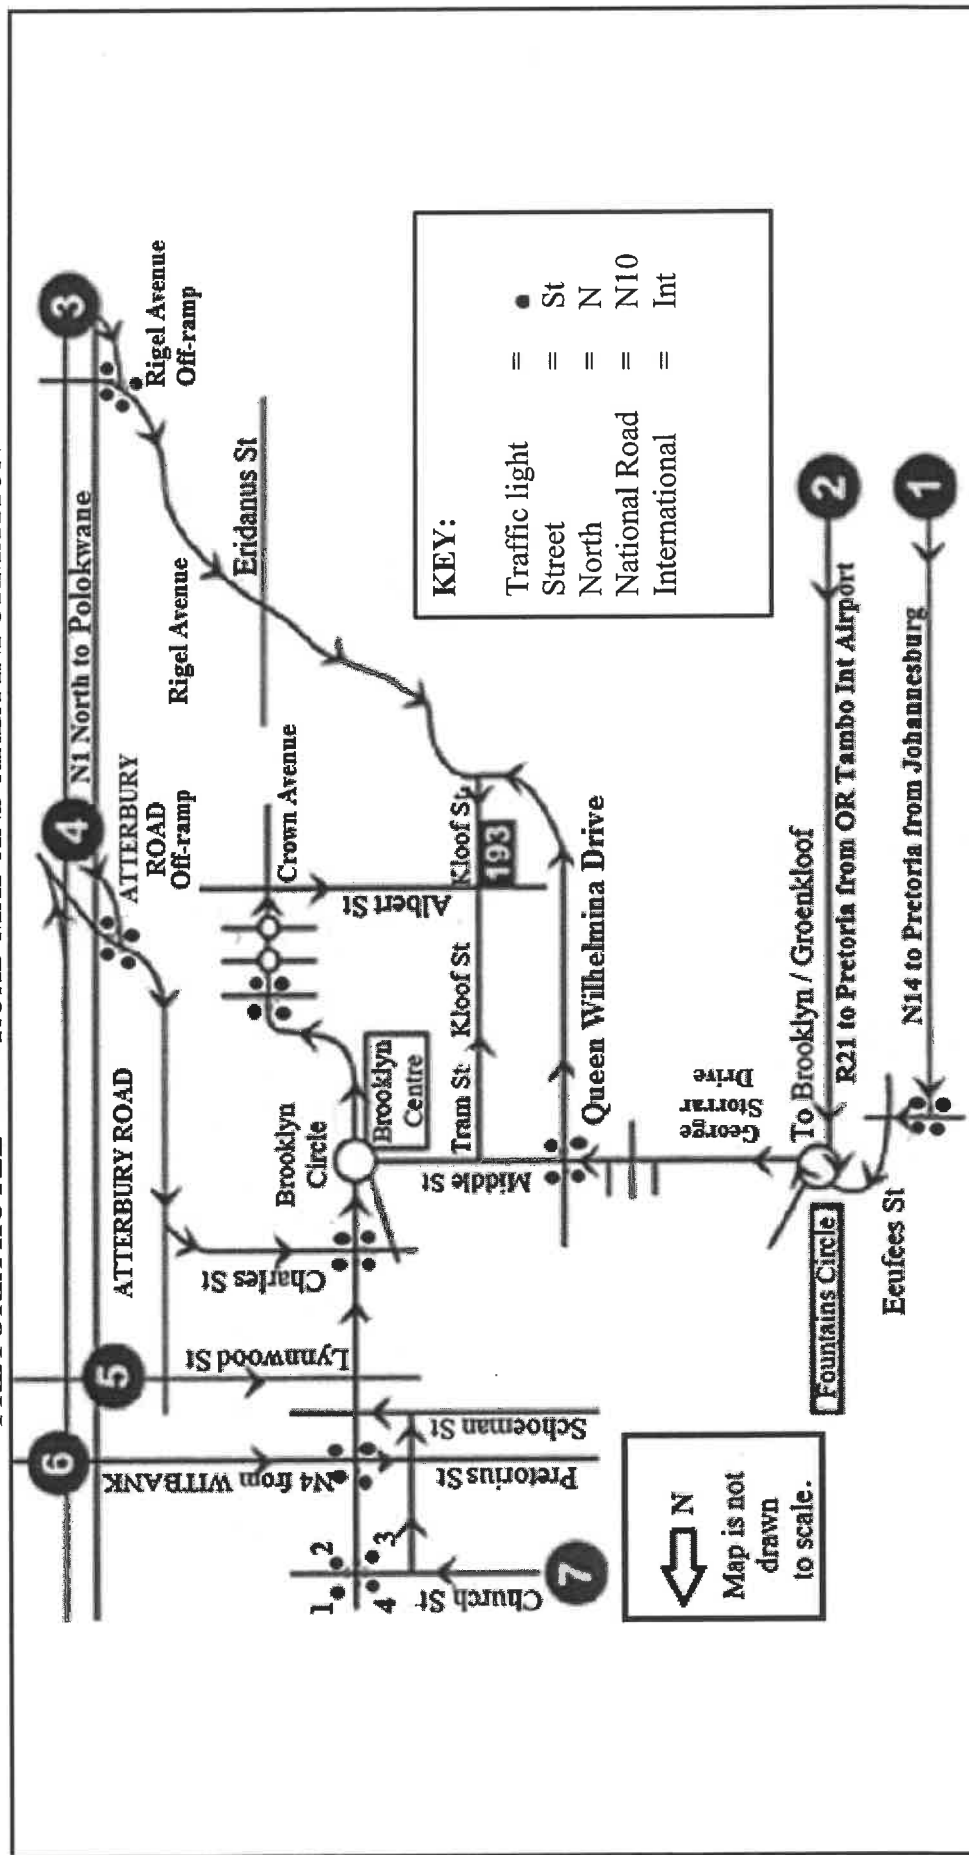 6
5
4
N1 North to Polokwane
3
ATTERBURY ROAD
ATTERBURY
ROAD
Off-ramp
Rigel Avenue
Off-ramp
N4 from WITBANK
Lynnwood St
Charles St
Rigel Avenue
Eridanus St
Brooklyn
Circle
Crown Avenue
1
2
4
3
Brooklyn
Centre
Albert St
Church St
Pretorius St
Schoeman St
Middle St
Tram St
Kloof St
Kloof St
193
7
Queen Wilhelmina Drive
KEY:
Traffic light = ●
Street = St
North = N
National Road = N10
International = Int
George
Storrar
Drive
N
Map is not
drawn
to scale.
To Brooklyn / Groenkloof
Fountains Circle
R21 to Pretoria from OR Tambo Int Airport
2
Eeufees St
N14 to Pretoria from Johannesburg
1